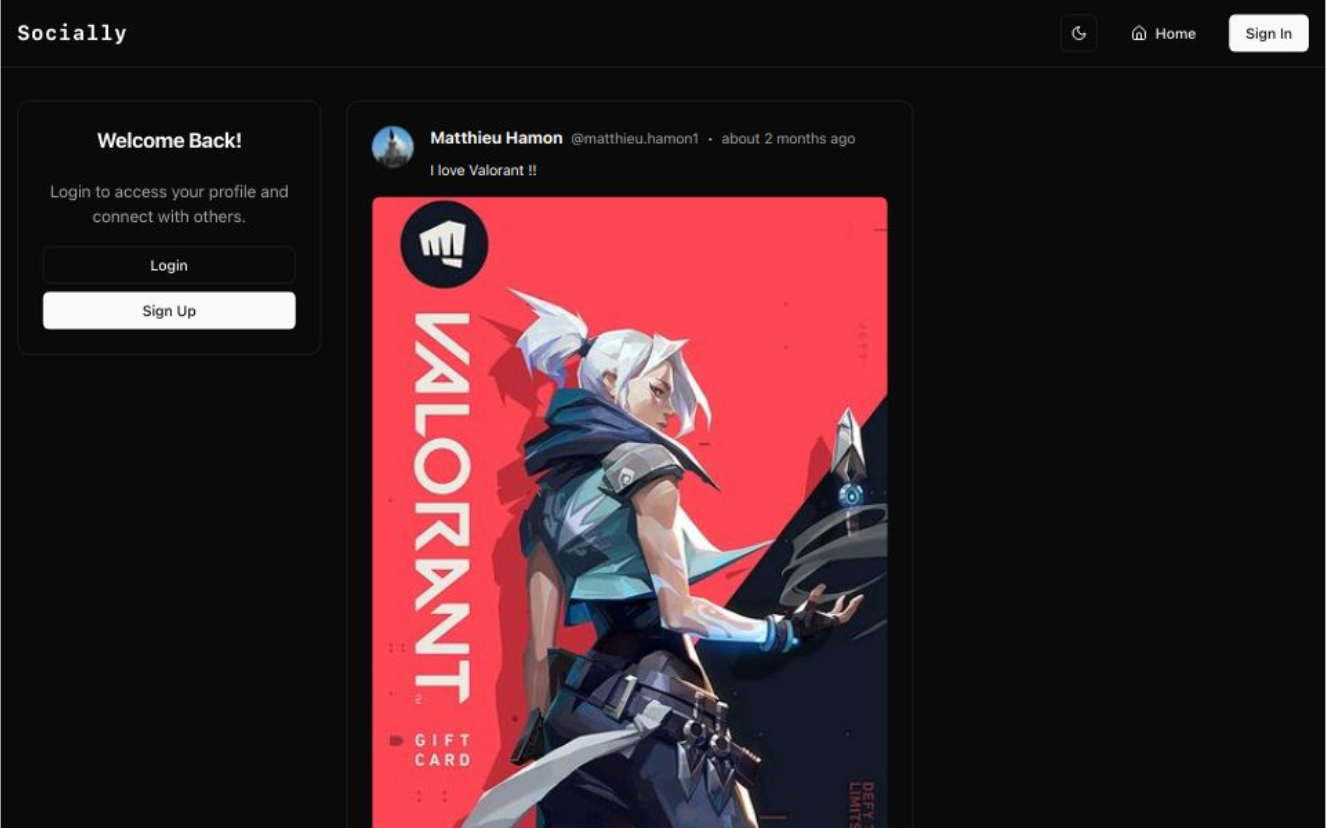 Socially
Home
Sign In
Welcome Back!
Login to access your profile and
connect with others.
Login
Sign Up
Matthieu Hamon @matthieu.hamon1 · about 2 months ago
I love Valorant !!
VALORANT
GIFT
CARD
DEFY
LIMITS